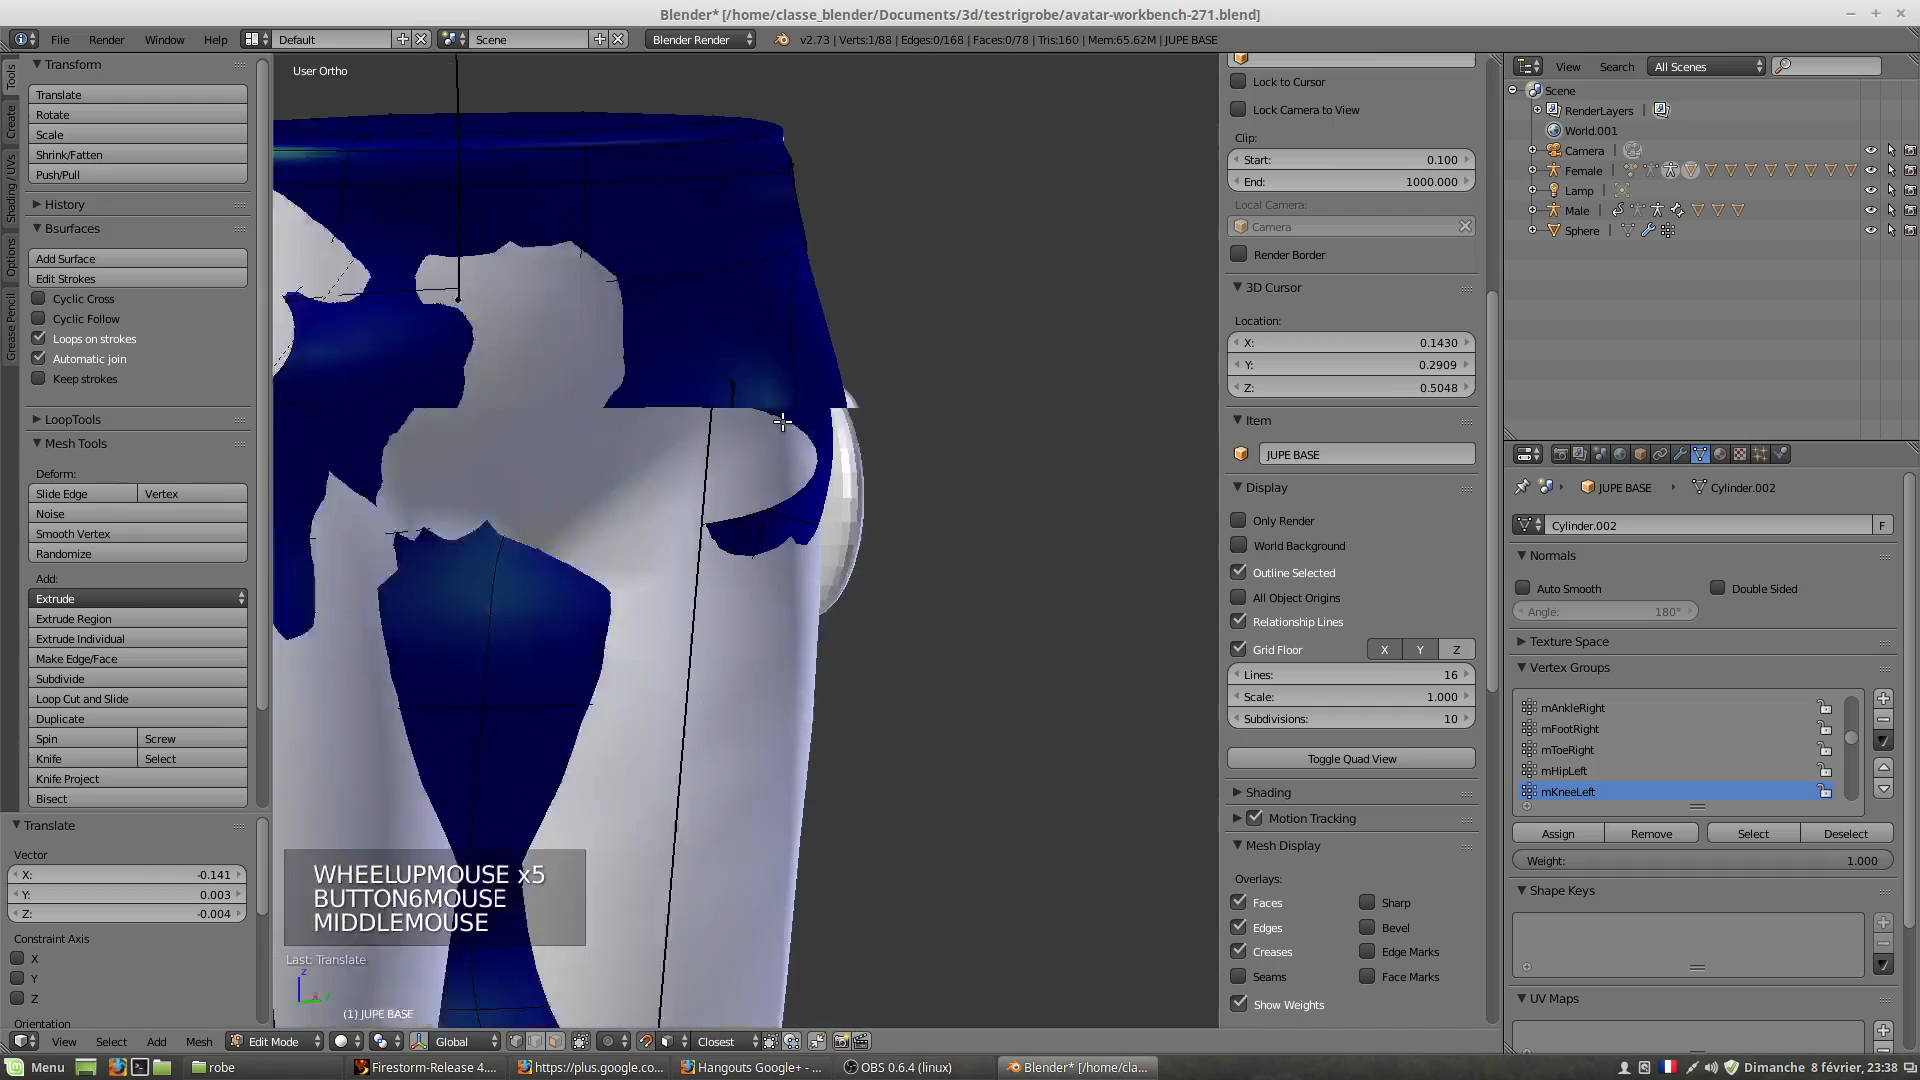 Blender* [/home/classe_blender/Documents/3d/testrigrobe/avatar-workbench-271.blend]
File Render Window Help Default Scene Blender Render v2.73 | Verts:1/88 | Edges:0/168 | Faces:0/78 | Tris:160 | Mem:65.62M | JUPE BASE
Tools
Create
Shading / UVs
Options
Grease Pencil
Transform
Translate
Rotate
Scale
Shrink/Fatten
Push/Pull
History
Bsurfaces
Add Surface
Edit Strokes
Cyclic Cross
Cyclic Follow
Loops on strokes
Automatic join
Keep strokes
LoopTools
Mesh Tools
Deform:
Slide Edge Vertex
Noise
Smooth Vertex
Randomize
Add:
Extrude
Extrude Region
Extrude Individual
Make Edge/Face
Subdivide
Loop Cut and Slide
Duplicate
Spin Screw
Knife Select
Knife Project
Bisect
Translate
Vector
X: -0.141
Y: 0.003
Z: -0.004
Constraint Axis
X
Y
Z
Orientation
User Ortho
WHEELUPMOUSE x5
BUTTON6MOUSE
MIDDLEMOUSE
Last: Translate
(1) JUPE BASE
View Select Add Mesh Edit Mode Global Closest
Lock to Cursor
Lock Camera to View
Clip:
Start: 0.100
End: 1000.000
Local Camera:
Camera
Render Border
3D Cursor
Location:
X: 0.1430
Y: 0.2909
Z: 0.5048
Item
JUPE BASE
Display
Only Render
World Background
Outline Selected
All Object Origins
Relationship Lines
Grid Floor X Y Z
Lines: 16
Scale: 1.000
Subdivisions: 10
Toggle Quad View
Shading
Motion Tracking
Mesh Display
Overlays:
Faces Sharp
Edges Bevel
Creases Edge Marks
Seams Face Marks
Show Weights
View Search All Scenes
Scene
RenderLayers
World.001
Camera
Female
Lamp
Male
Sphere
JUPE BASE Cylinder.002
Cylinder.002 F
Normals
Auto Smooth Double Sided
Angle: 180°
Texture Space
Vertex Groups
mAnkleRight
mFootRight
mToeRight
mHipLeft
mKneeLeft
Assign Remove Select Deselect
Weight: 1.000
Shape Keys
UV Maps
Menu robe Firestorm-Release 4.... https://plus.google.co... Hangouts Google+ - ... OBS 0.6.4 (linux) Blender* [/home/cla... Dimanche 8 février, 23:38